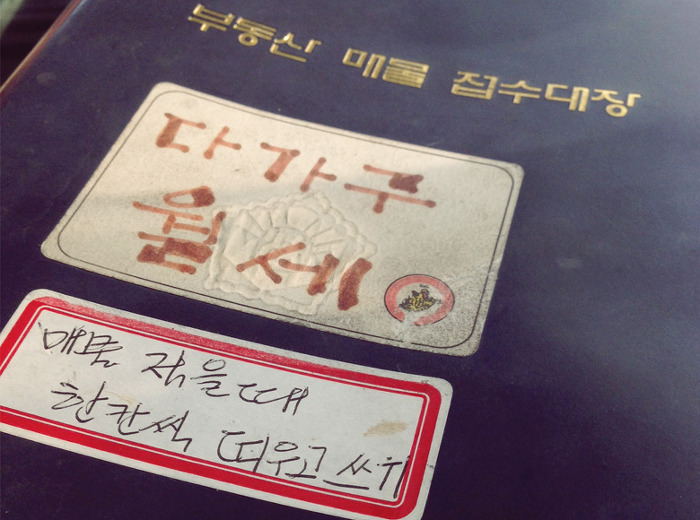 부동산 매물 접수대장
다가구
월세
매물 적을때
한칸씩 띠우고 쓰기